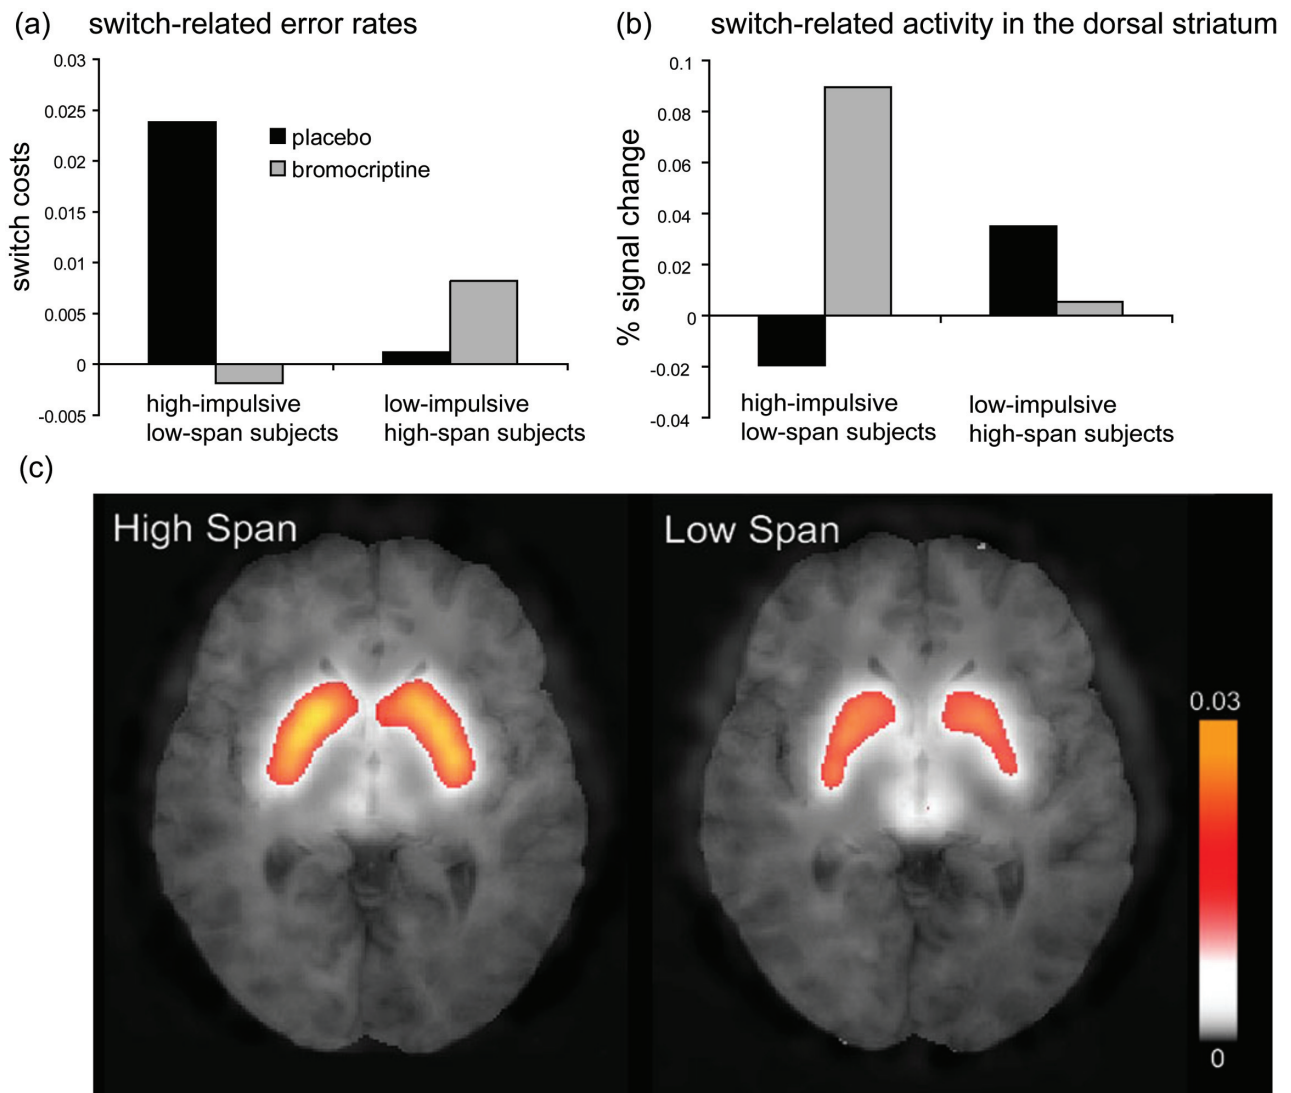 (a) switch-related error rates
switch costs
0.03
0.025
0.02
0.015
0.01
0.005
0
-0.005
placebo
bromocriptine
high-impulsive
low-span subjects
low-impulsive
high-span subjects
(b) switch-related activity in the dorsal striatum
% signal change
0.1
0.08
0.06
0.04
0.02
0
-0.02
-0.04
high-impulsive
low-span subjects
low-impulsive
high-span subjects
(c)
High Span
Low Span
0.03
0